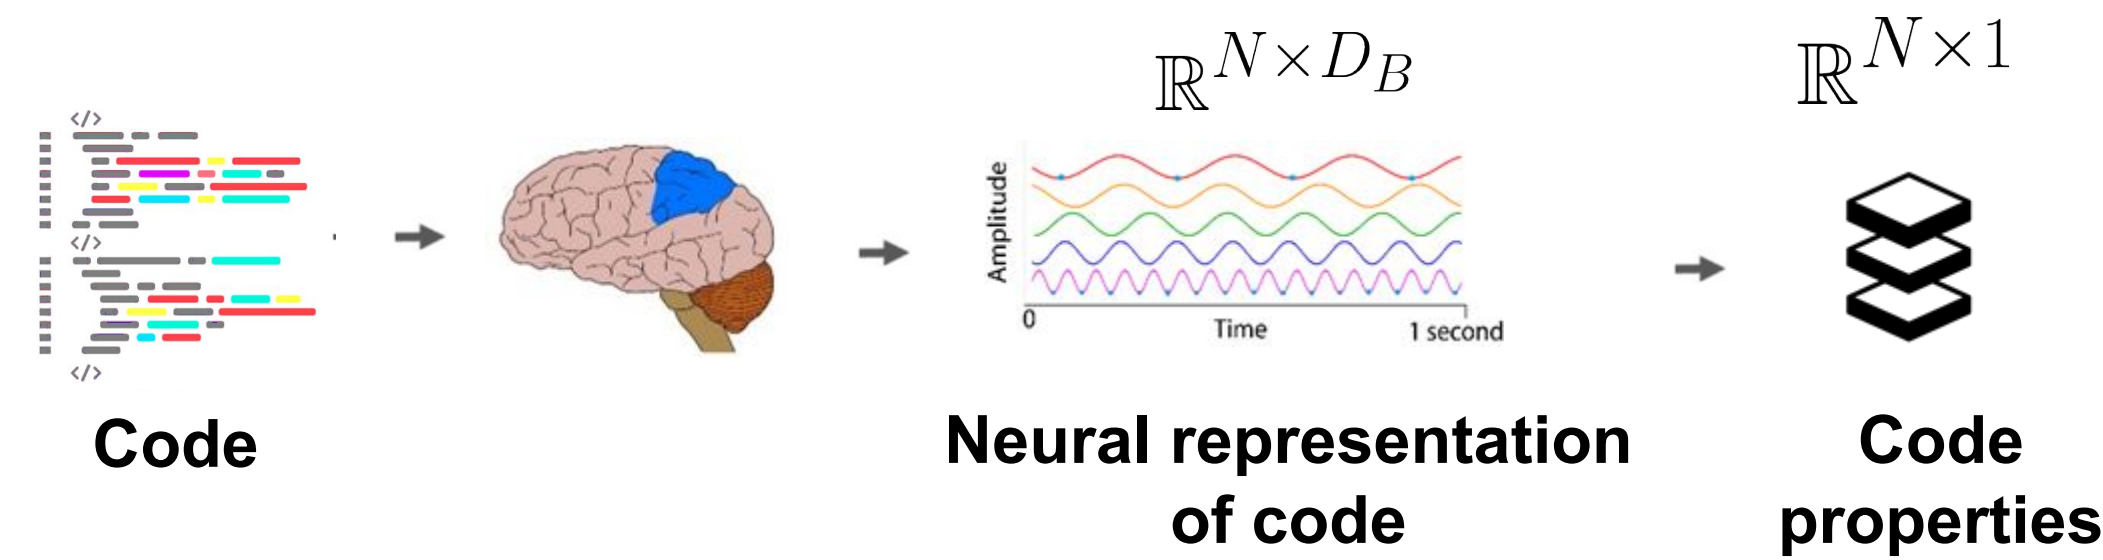 ℝ^{N×D_B}
ℝ^{N×1}
</>
</>
</>
Amplitude
0
Time
1 second
Code
Neural representation
of code
Code
properties